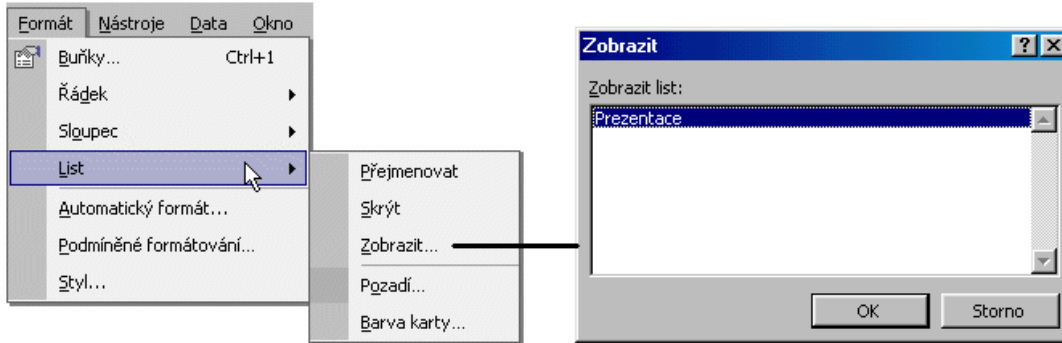 Formát Nástroje Data Okno
Buňky... Ctrl+1
Řádek
Sloupec
List
Automatický formát...
Podmíněné formátování...
Styl...
Přejmenovat
Skrýt
Zobrazit...
Pozadí...
Barva karty...
Zobrazit
Zobrazit list:
Prezentace
OK Storno